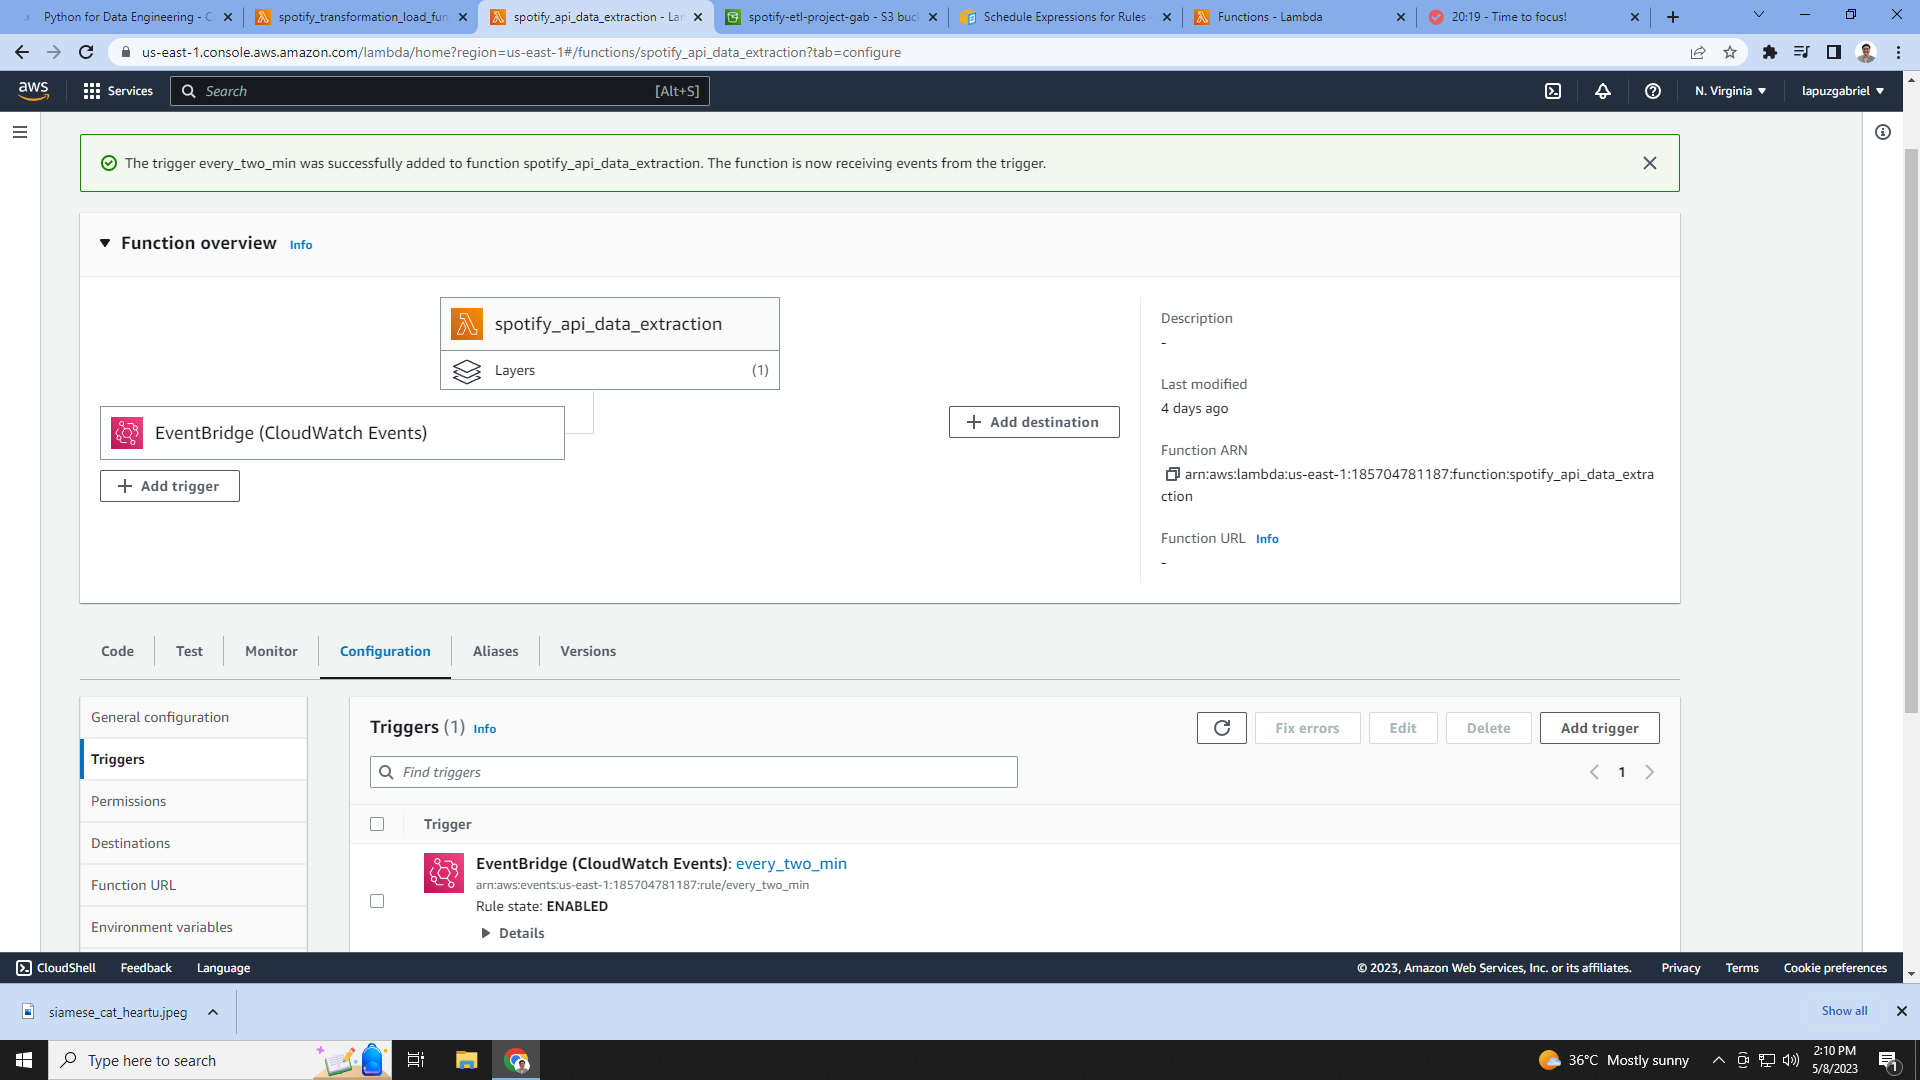 Python for Data Engineering - C
spotify_transformation_load_fun
spotify_api_data_extraction - Lam
spotify-etl-project-gab - S3 buck
Schedule Expressions for Rules -
Functions - Lambda
20:19 - Time to focus!
us-east-1.console.aws.amazon.com/lambda/home?region=us-east-1#/functions/spotify_api_data_extraction?tab=configure
aws
Services
Search
[Alt+S]
N. Virginia
lapuzgabriel
The trigger every_two_min was successfully added to function spotify_api_data_extraction. The function is now receiving events from the trigger.
Function overview Info
spotify_api_data_extraction
Layers (1)
EventBridge (CloudWatch Events)
Add trigger
Add destination
Description
-
Last modified
4 days ago
Function ARN
arn:aws:lambda:us-east-1:185704781187:function:spotify_api_data_extra
ction
Function URL Info
-
Code
Test
Monitor
Configuration
Aliases
Versions
General configuration
Triggers
Permissions
Destinations
Function URL
Environment variables
Triggers (1) Info
Fix errors
Edit
Delete
Add trigger
Find triggers
1
Trigger
EventBridge (CloudWatch Events): every_two_min
arn:aws:events:us-east-1:185704781187:rule/every_two_min
Rule state: ENABLED
Details
CloudShell
Feedback
Language
© 2023, Amazon Web Services, Inc. or its affiliates.
Privacy
Terms
Cookie preferences
siamese_cat_heartu.jpeg
Show all
Type here to search
36°C Mostly sunny
2:10 PM
5/8/2023
1